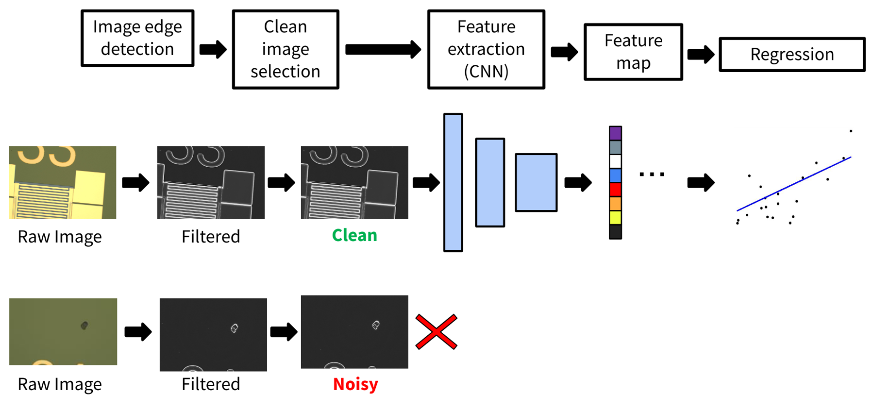 Image edge
detection
Clean
image
selection
Feature
extraction
(CNN)
Feature
map
Regression
33
Raw Image
Filtered
Clean
...
Raw Image
Filtered
Noisy